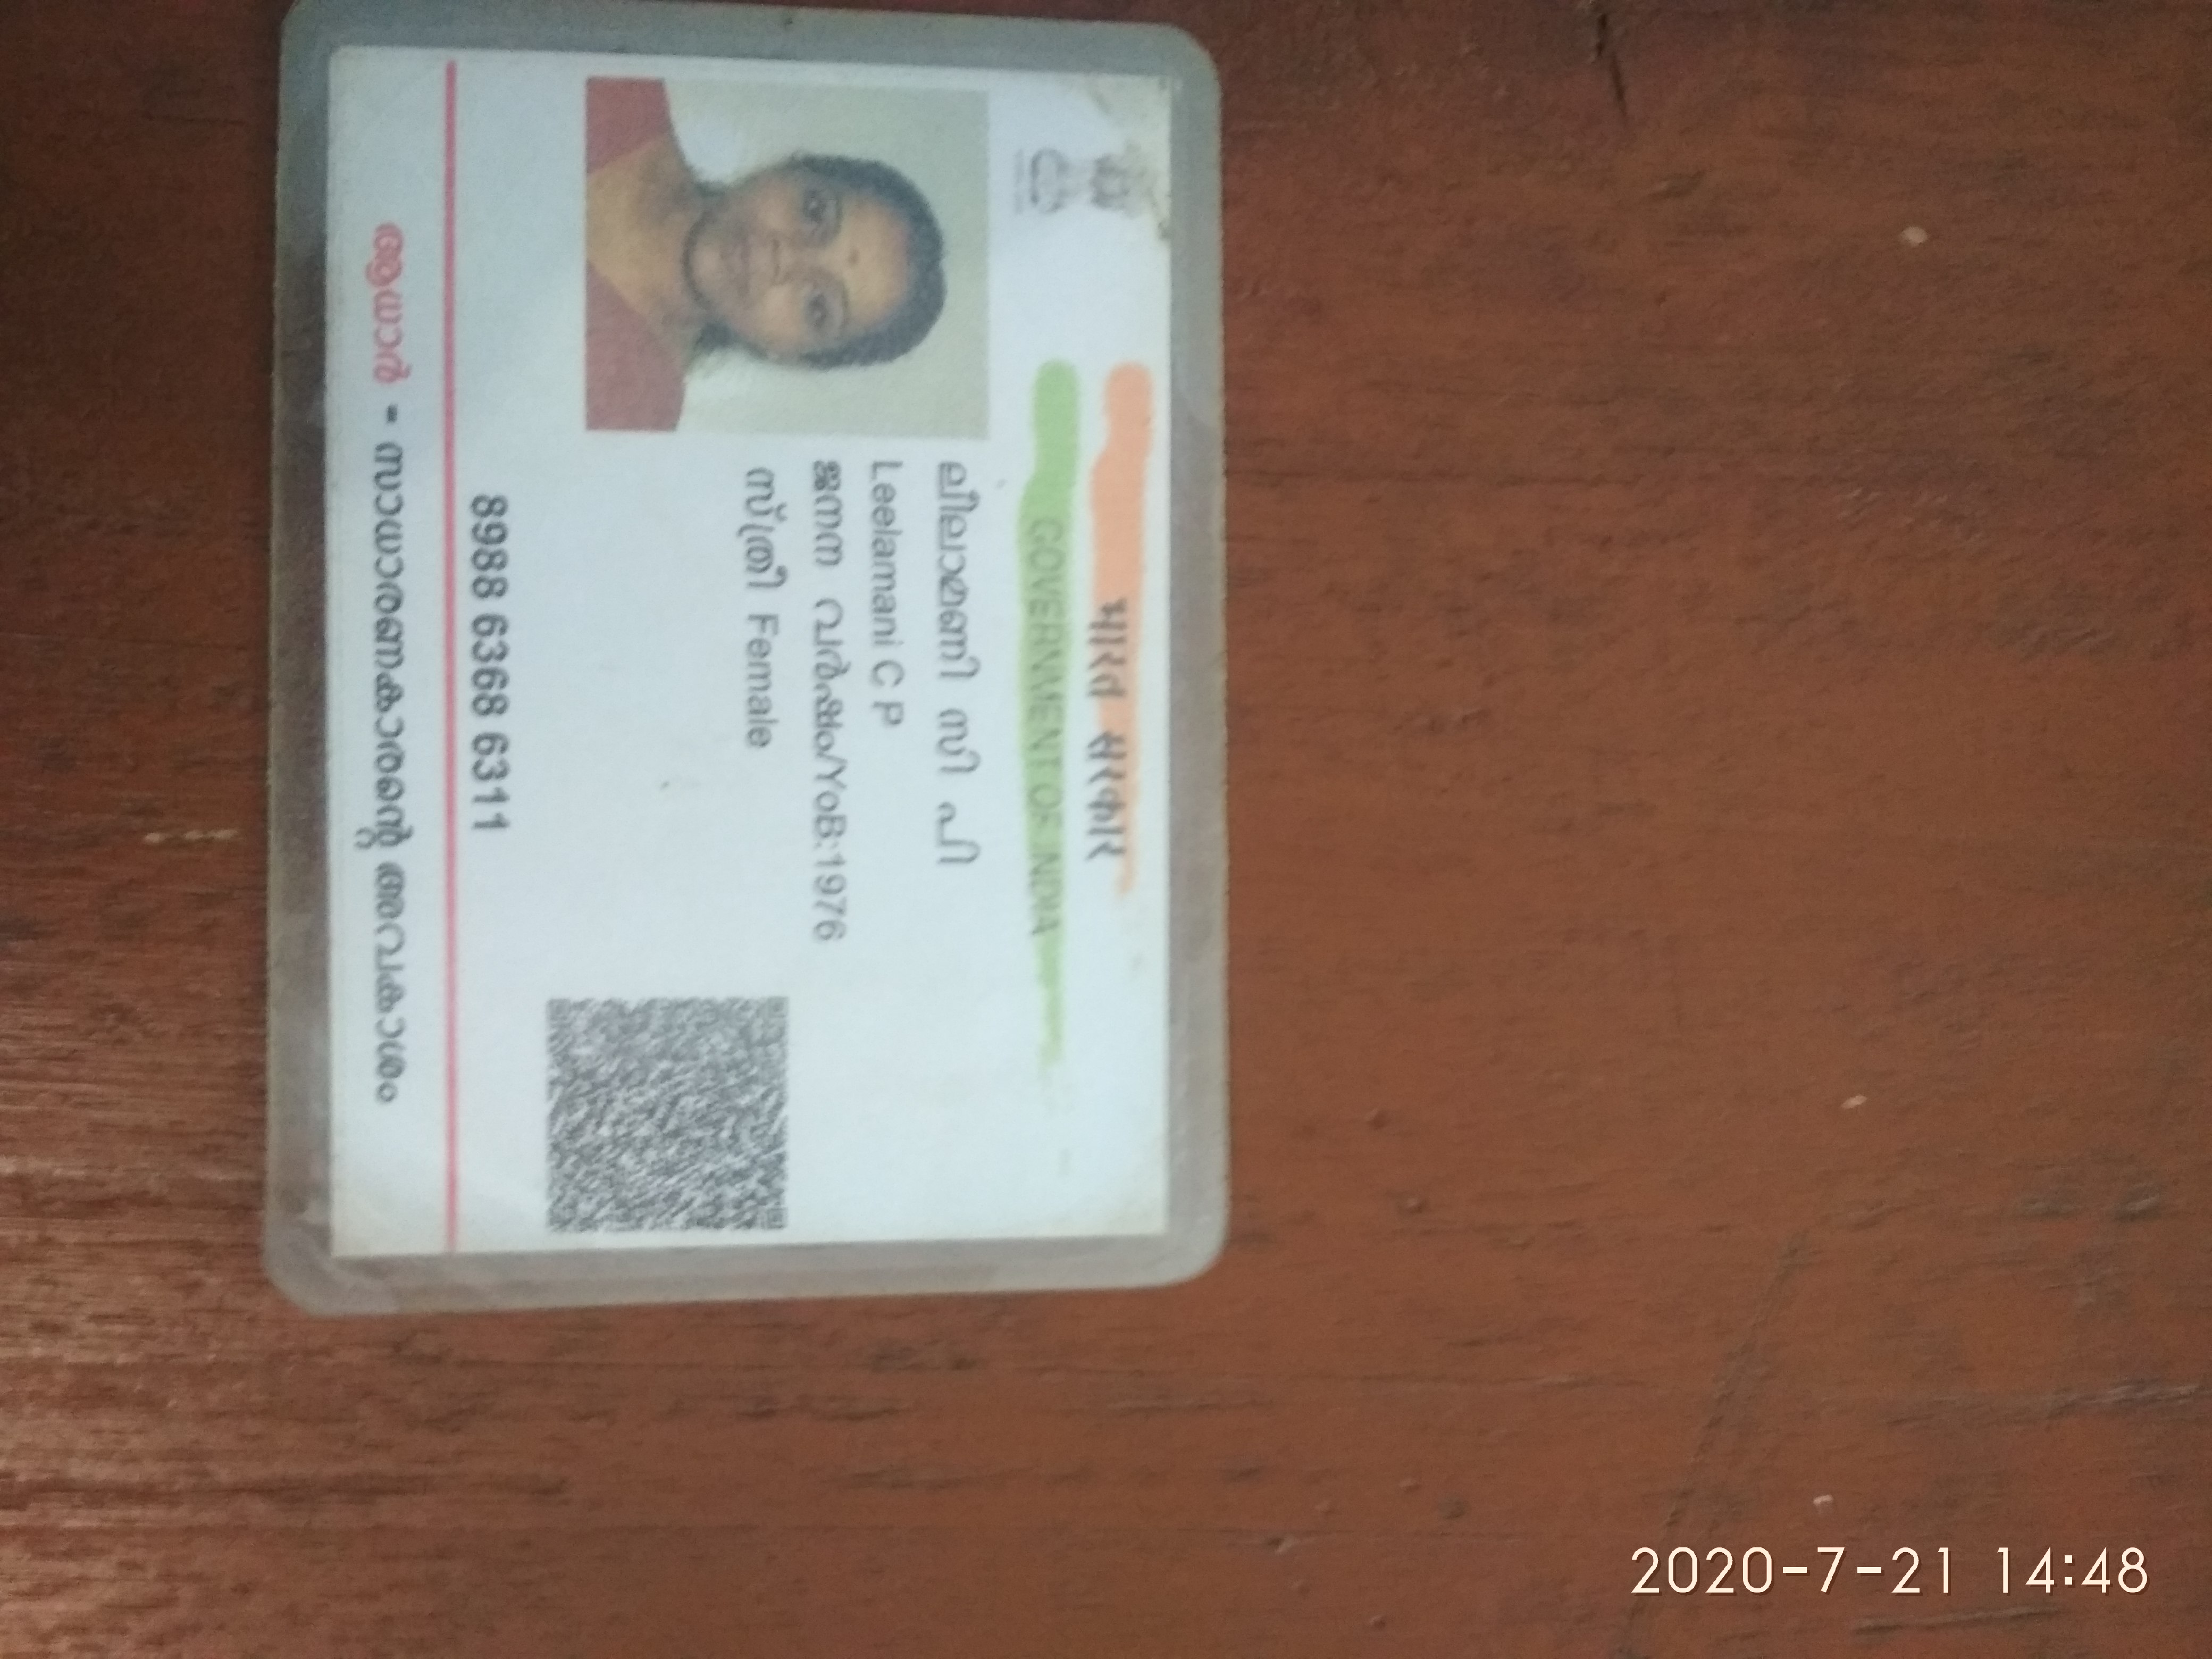 भारत सरकार
GOVERNMENT OF INDIA
ലീലാമണി സി പി
Leelamani C P
ജനന വർഷം/YoB:1976
സ്ത്രീ Female
8988 6368 6311
ആധാർ - സാധാരണക്കാരന്റെ അവകാശം
2020-7-21 14:48